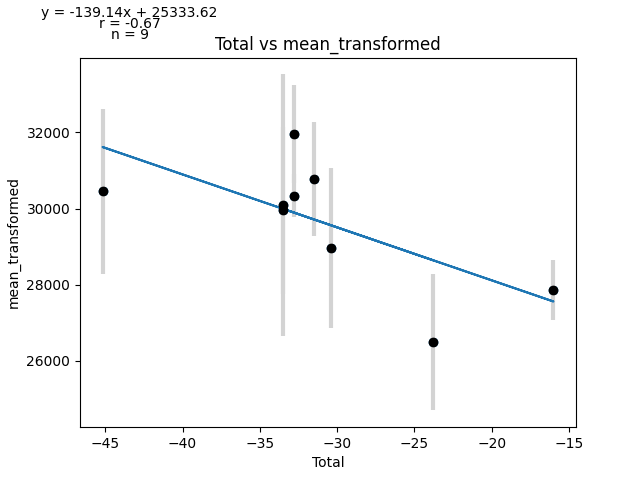 y = -139.14x + 25333.62
r = -0.67
n = 9
Total vs mean_transformed
mean_transformed
32000
30000
28000
26000
−45
−40
−35
−30
−25
−20
−15
Total